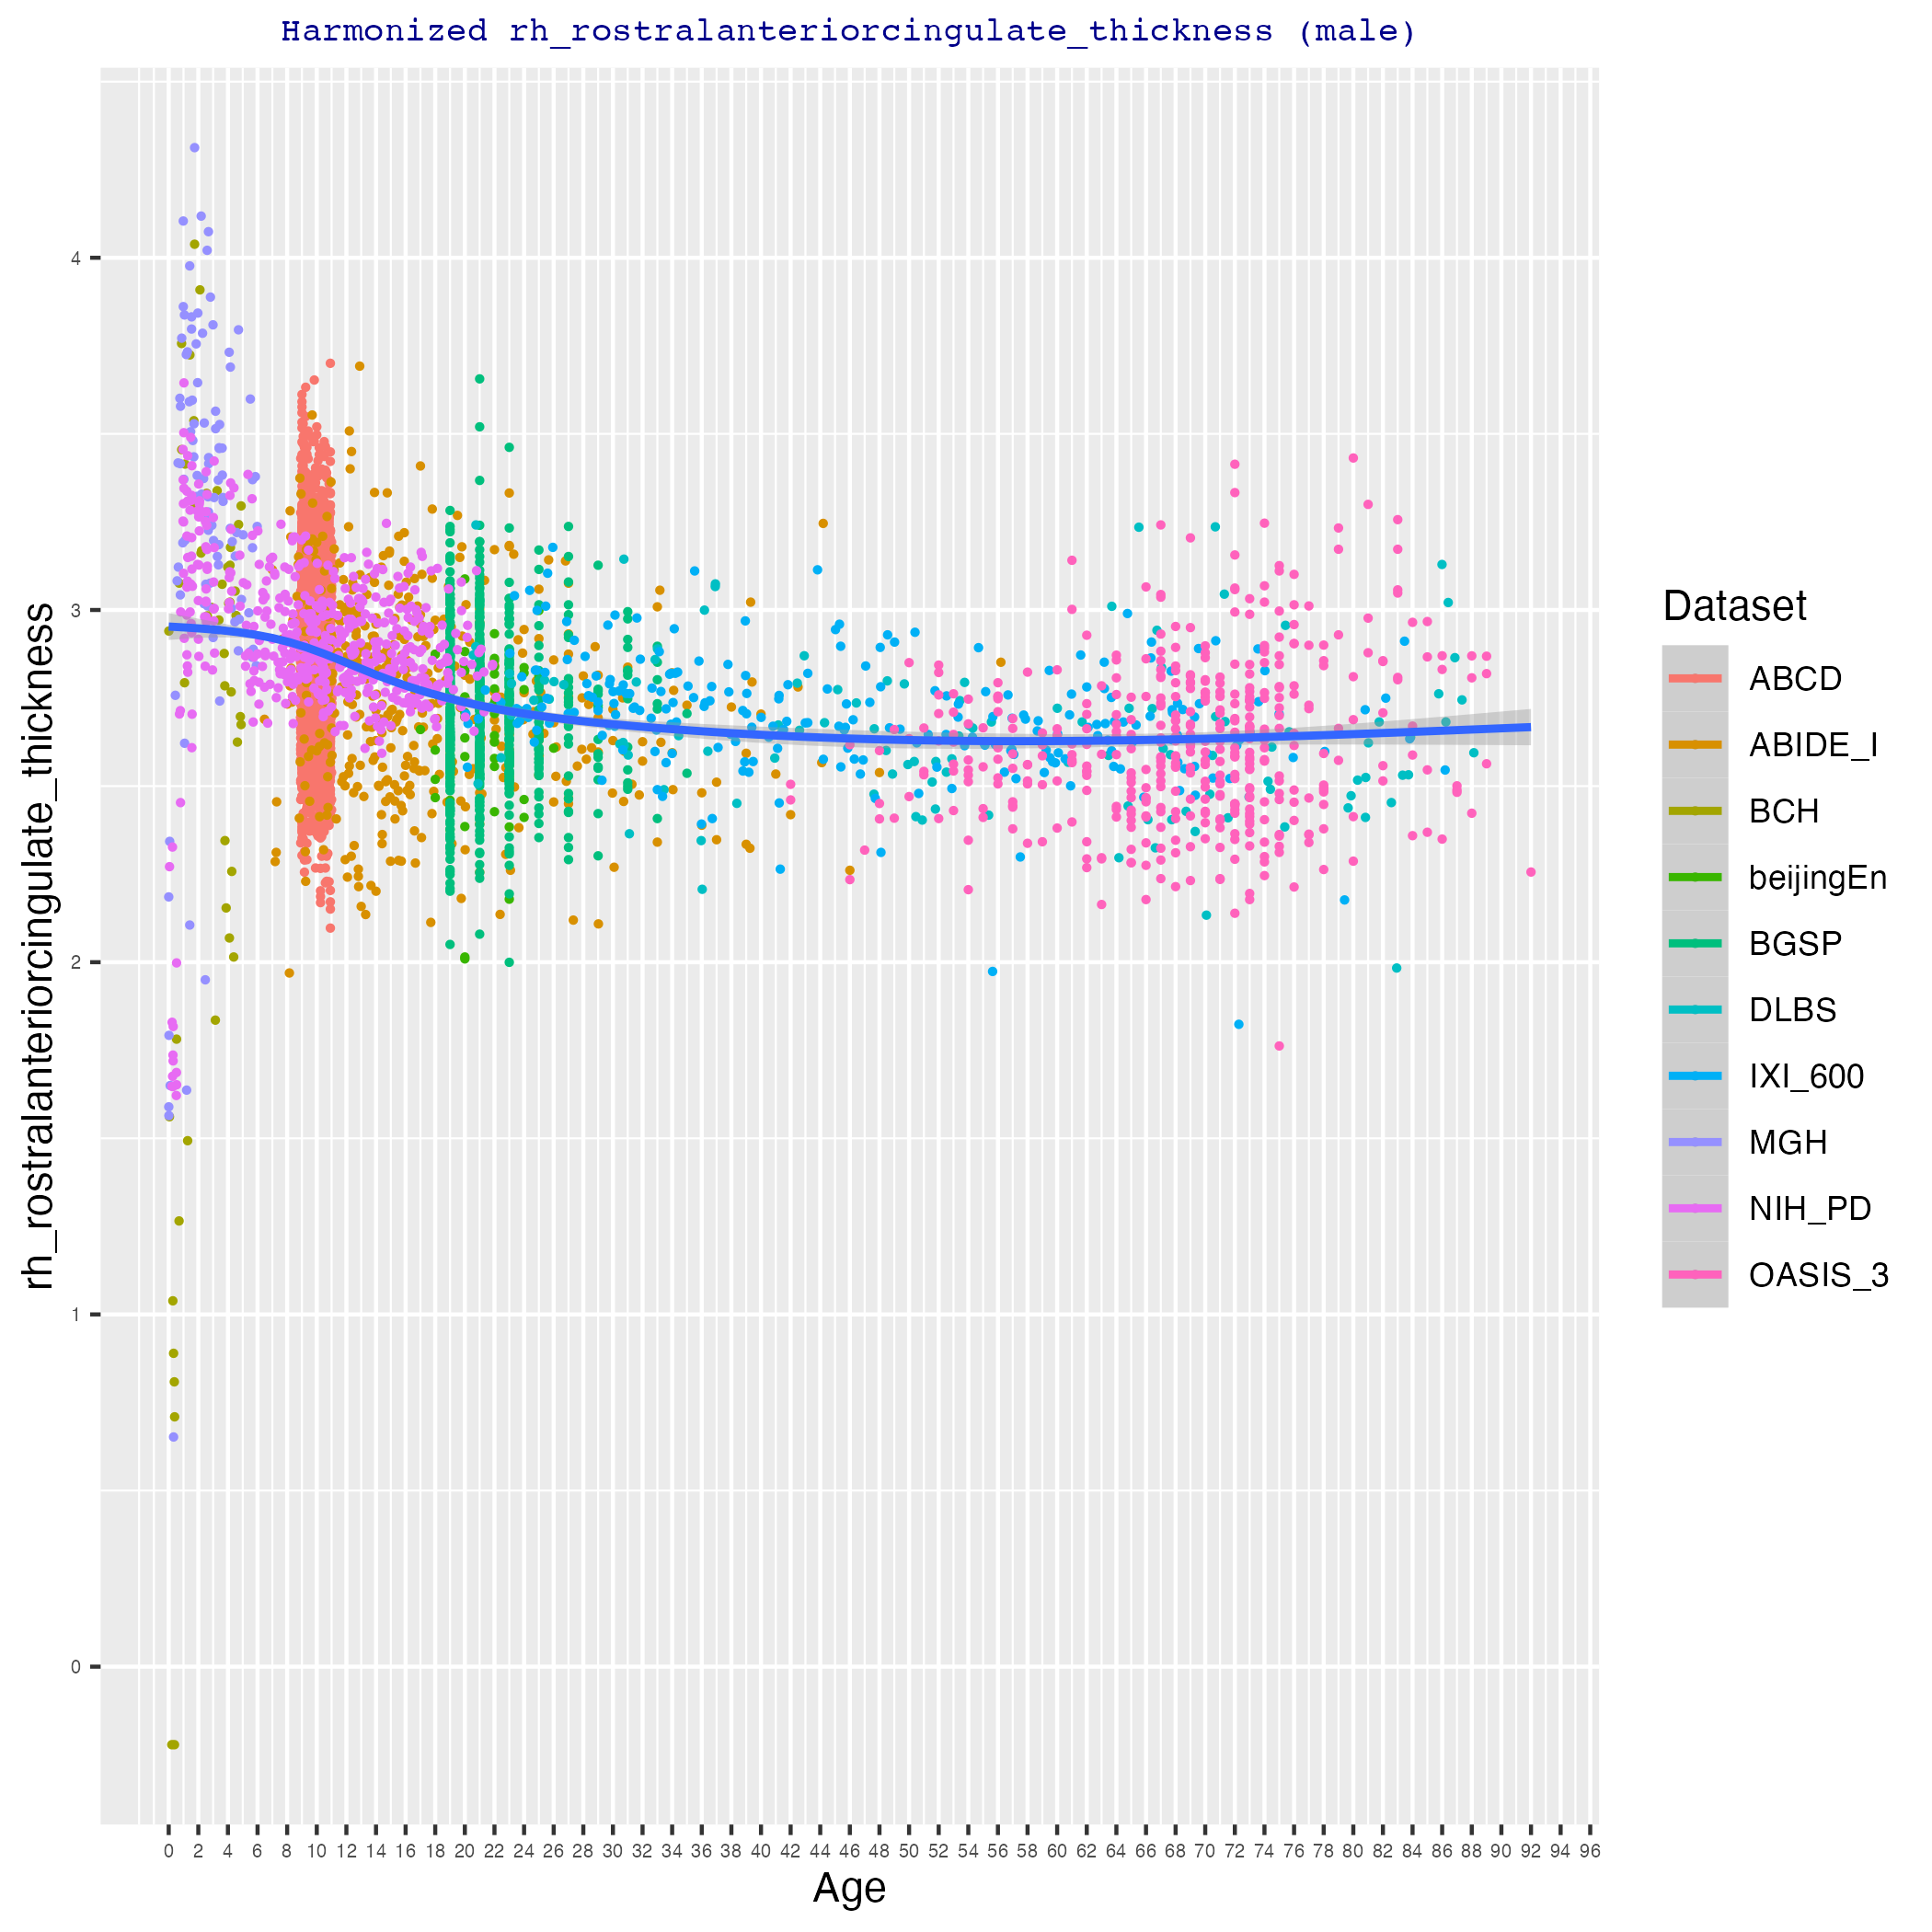 Harmonized rh_rostralanteriorcingulate_thickness (male)
rh_rostralanteriorcingulate_thickness
4
3
2
1
0
0 2 4 6 8 10 12 14 16 18 20 22 24 26 28 30 32 34 36 38 40 42 44 46 48 50 52 54 56 58 60 62 64 66 68 70 72 74 76 78 80 82 84 86 88 90 92 94 96
Age
Dataset
ABCD
ABIDE_I
BCH
beijingEn
BGSP
DLBS
IXI_600
MGH
NIH_PD
OASIS_3